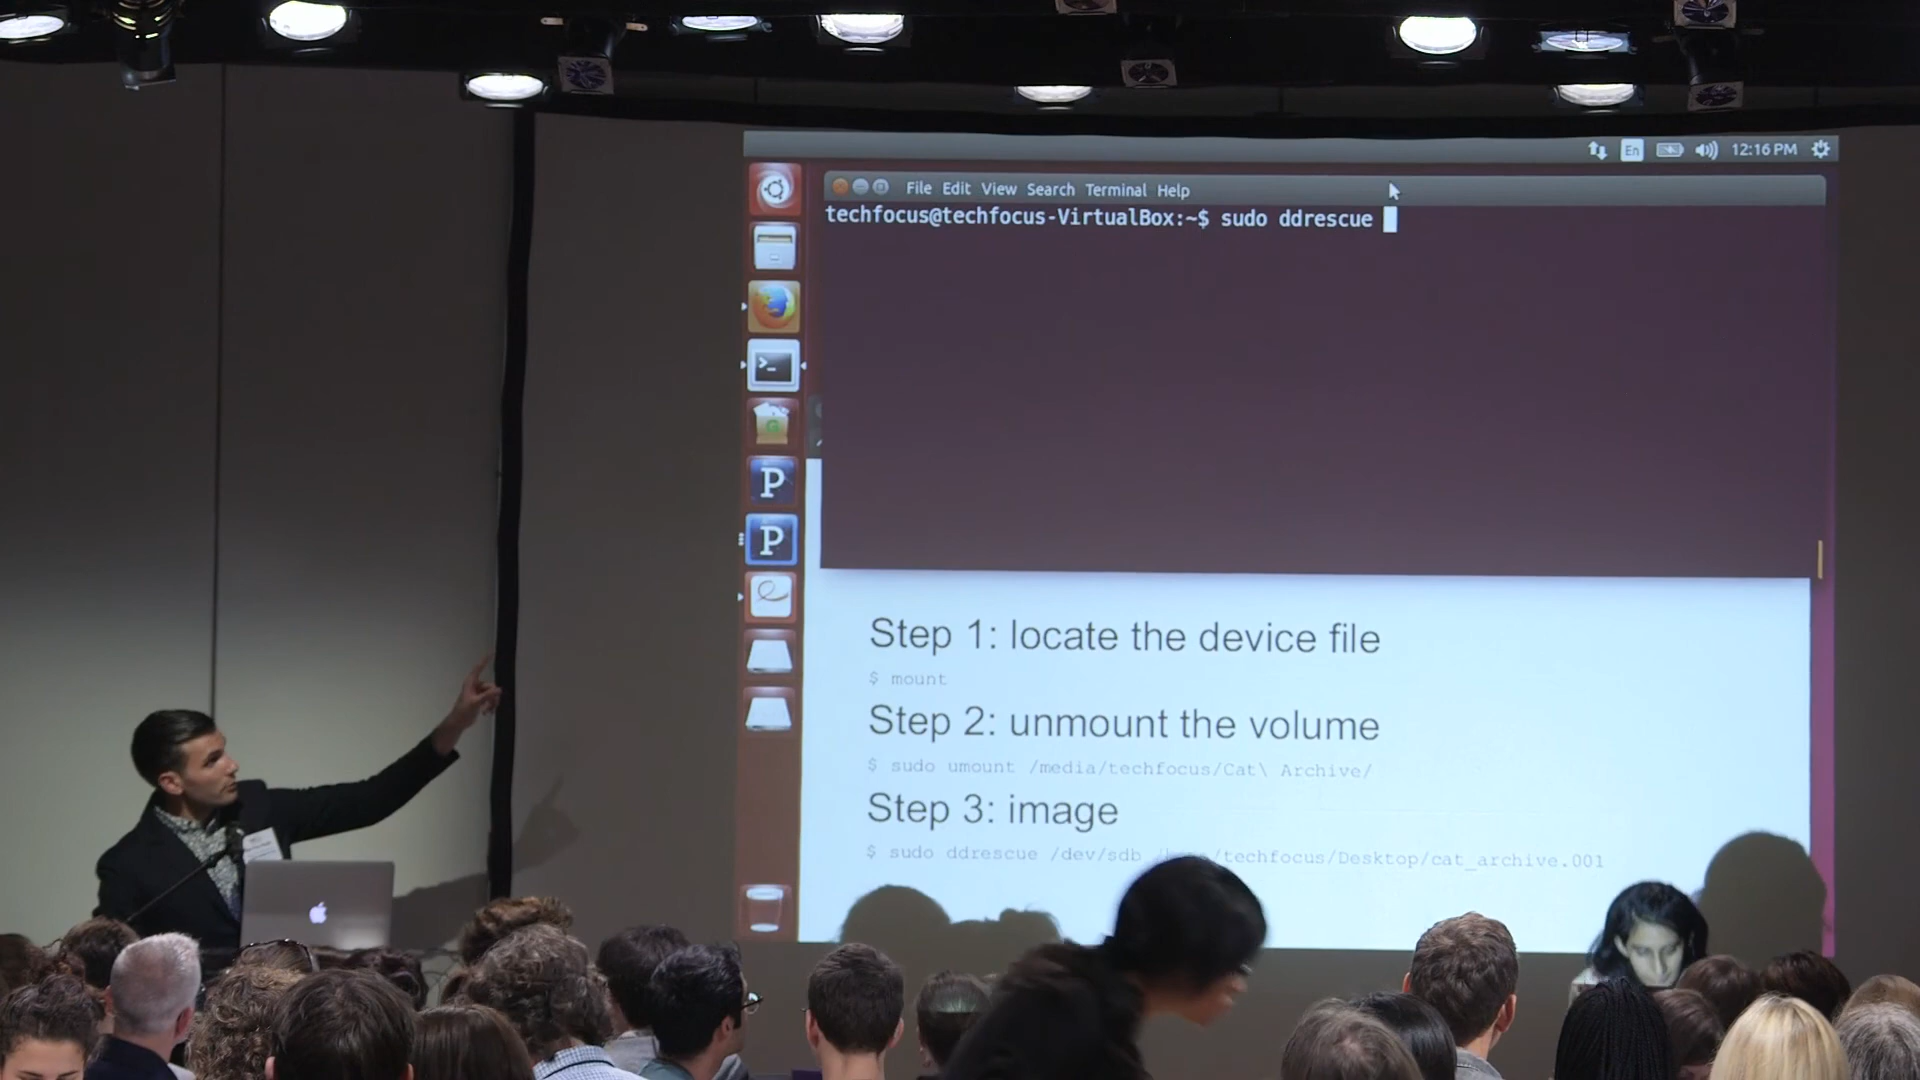 En 12:16 PM
File Edit View Search Terminal Help
techfocus@techfocus-VirtualBox:~$ sudo ddrescue
>_
G
P
P
Step 1: locate the device file
$ mount
Step 2: unmount the volume
$ sudo umount /media/techfocus/Cat\ Archive/
Step 3: image
$ sudo ddrescue /dev/sdb /techfocus/Desktop/cat_archive.001